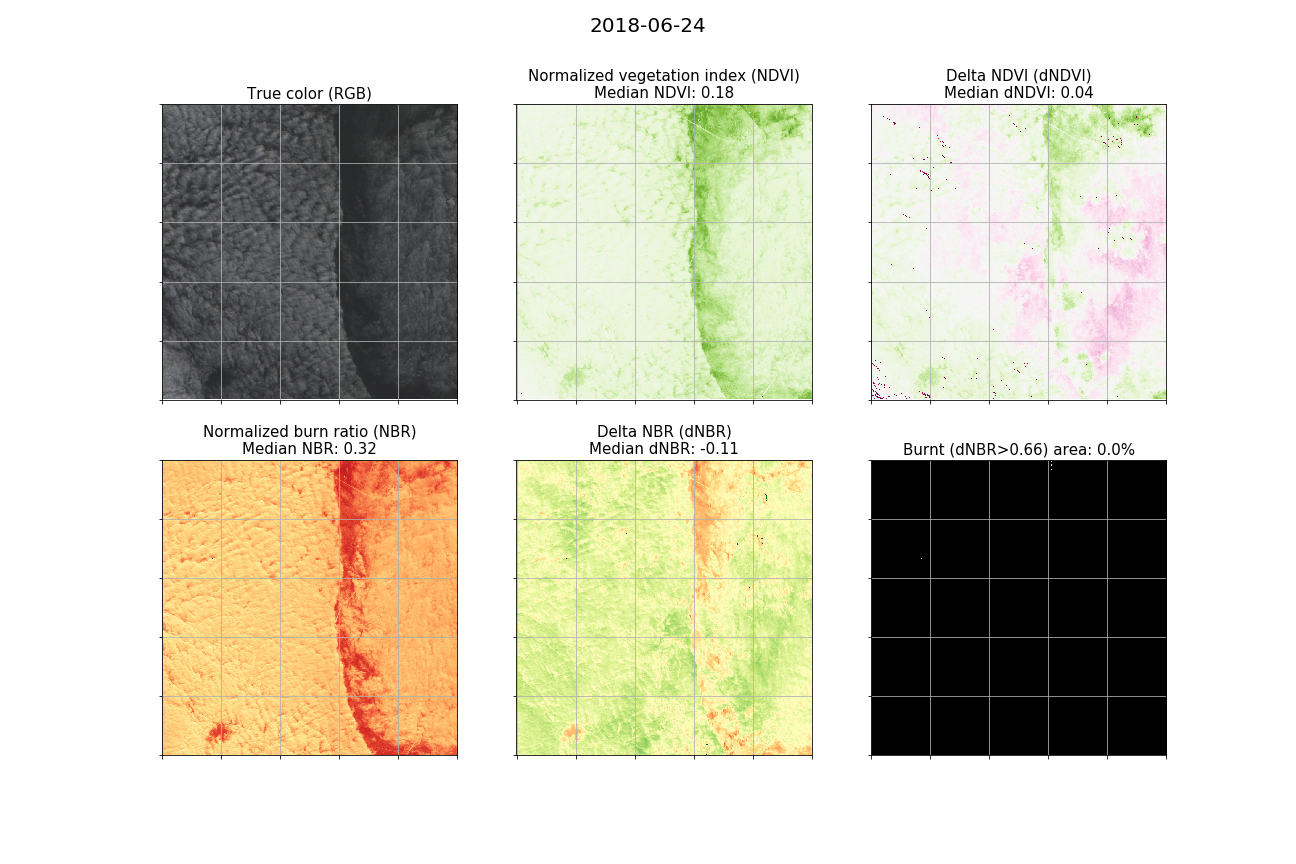 2018-06-24
True color (RGB)
Normalized vegetation index (NDVI)
Median NDVI: 0.18
Delta NDVI (dNDVI)
Median dNDVI: 0.04
Normalized burn ratio (NBR)
Median NBR: 0.32
Delta NBR (dNBR)
Median dNBR: -0.11
Burnt (dNBR>0.66) area: 0.0%